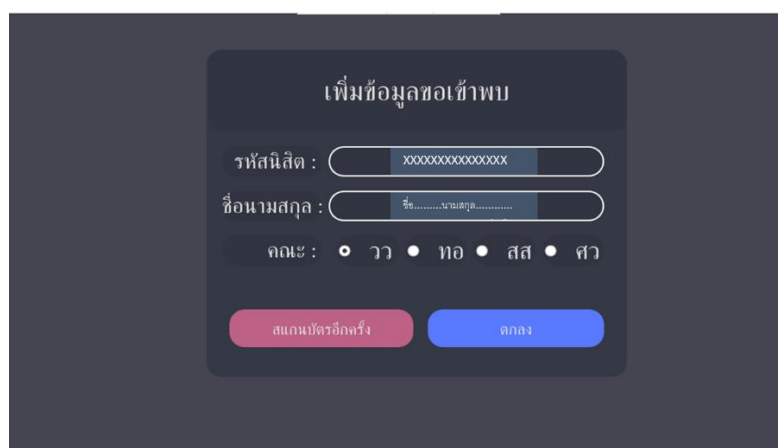 เพิ่มข้อมูลขอเข้าพบ
รหัสนิสิต : XXXXXXXXXXXXXXX
ชื่อนามสกุล : ชื่อ.........นามสกุล............
คณะ : วว ทอ สส ศว
สแกนบัตรอีกครั้ง ตกลง